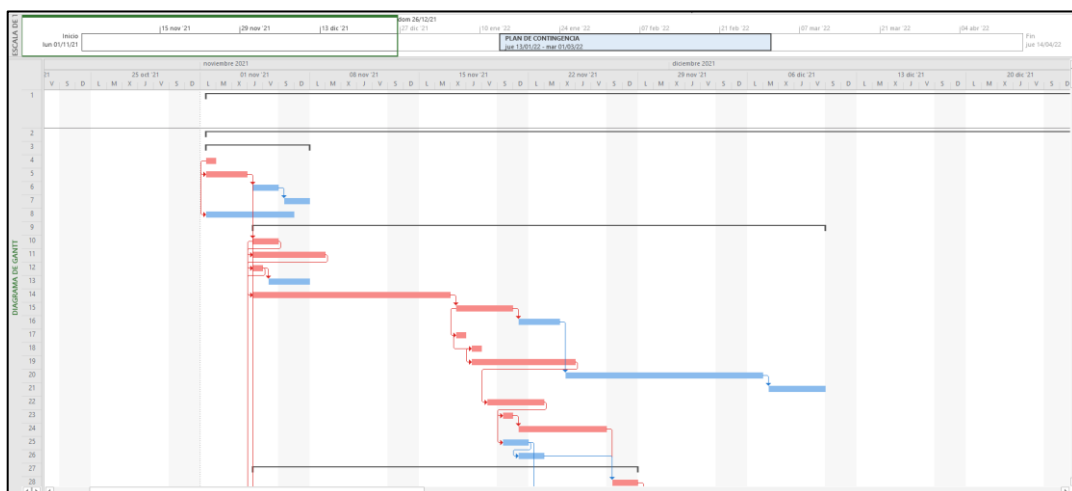 ESCALA DE T
dom 26/12/21
15 nov '21 29 nov '21 13 dic '21 27 dic '21 10 ene '22 24 ene '22 07 feb '22 21 feb '22 07 mar '22 21 mar '22 04 abr '22
Inicio
lun 01/11/21
PLAN DE CONTINGENCIA
jue 13/01/22 - mar 01/03/22
Fin
jue 14/04/22
noviembre 2021 diciembre 2021
25 oct '21 01 nov '21 08 nov '21 15 nov '21 22 nov '21 29 nov '21 06 dic '21 13 dic '21 20 dic '21
V S D L M X J V S D L M X J V S D L M X J V S D L M X J V S D L M X J V S D L M X J V S D L M X J V S D L M X J V S D L M X J V S D
DIAGRAMA DE GANTT
1
2
3
4
5
6
7
8
9
10
11
12
13
14
15
16
17
18
19
20
21
22
23
24
25
26
27
28